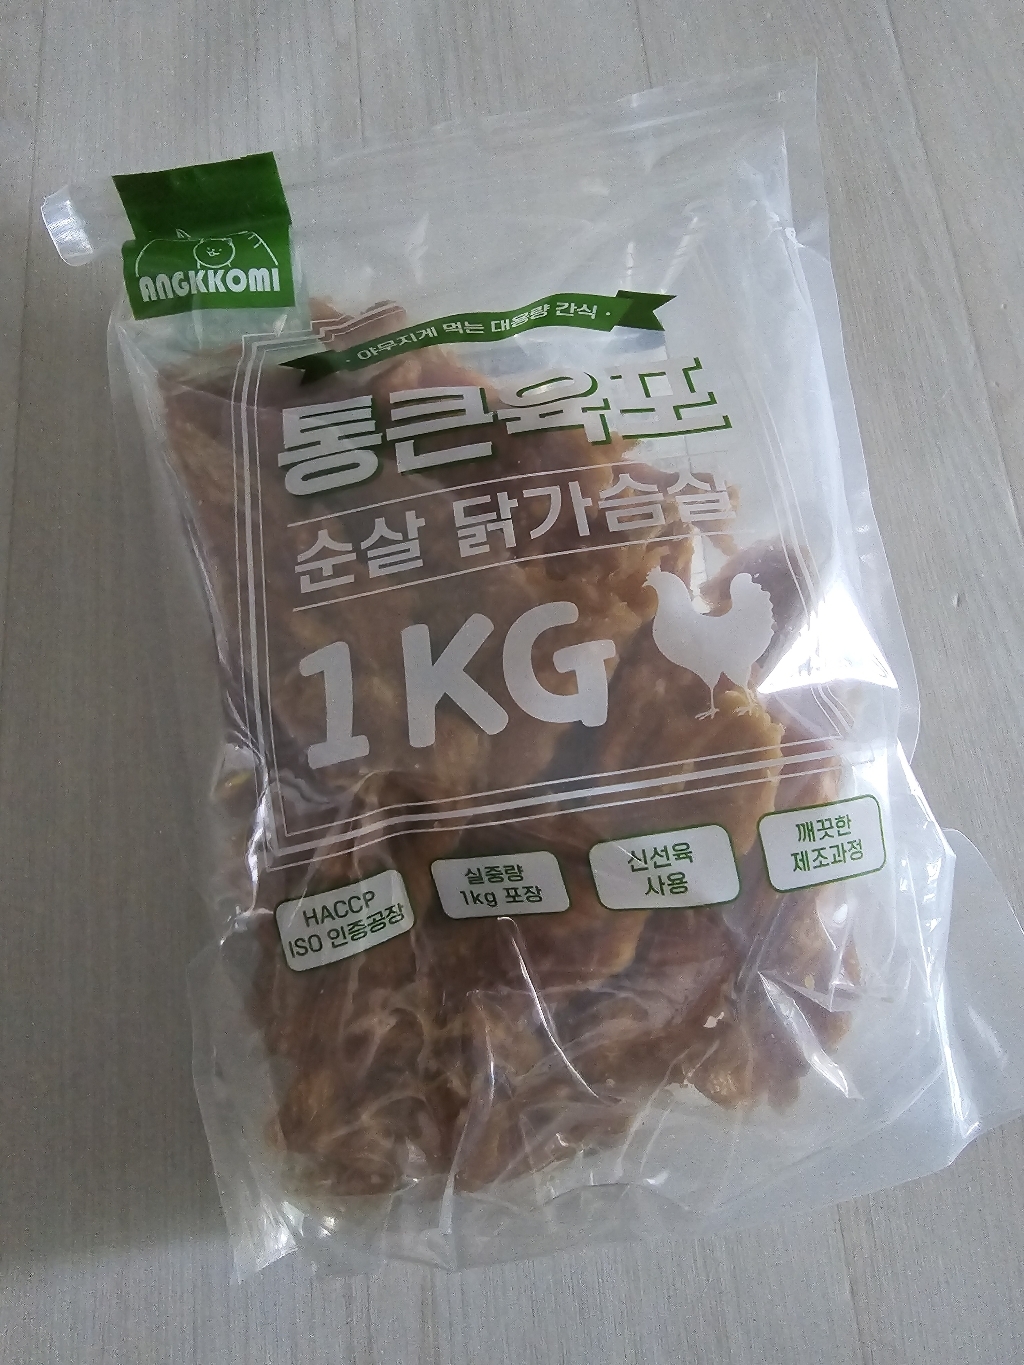 ANGKKOMI
· 야무지게 먹는 대용량 간식 ·
통큰육포
순살 닭가슴살
1KG
HACCP
ISO 인증공장
실중량
1kg 포장
신선육
사용
깨끗한
제조과정